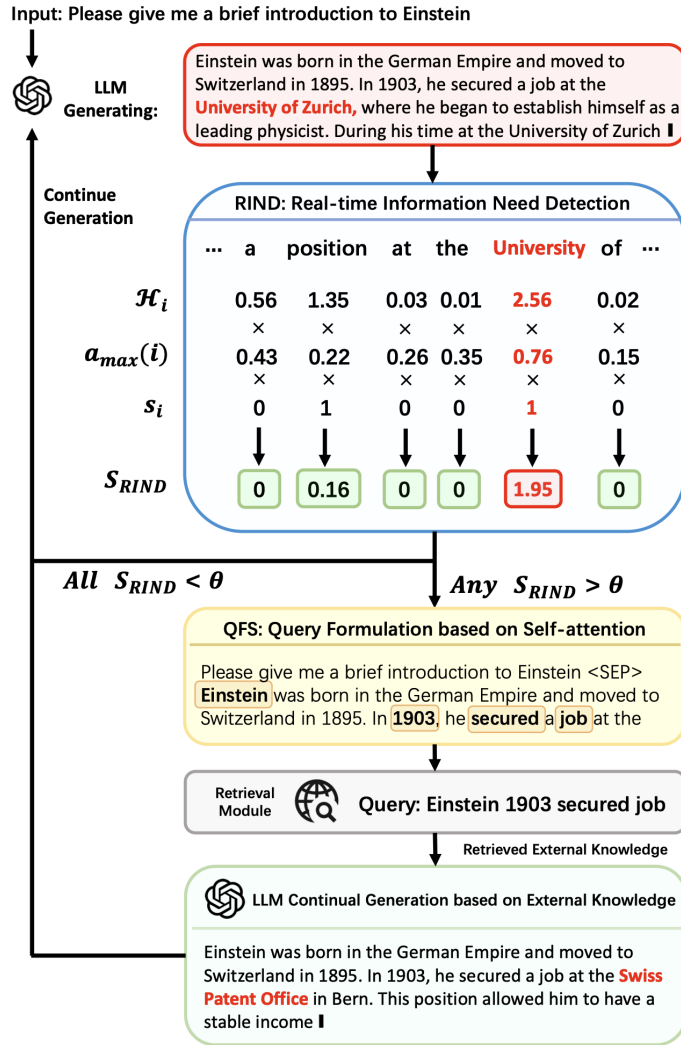 Input: Please give me a brief introduction to Einstein
LLM
Generating:
Einstein was born in the German Empire and moved to
Switzerland in 1895. In 1903, he secured a job at the
University of Zurich, where he began to establish himself as a
leading physicist. During his time at the University of Zurich
Continue
Generation
RIND: Real-time Information Need Detection
··· a position at the University of ···
ℋᵢ 0.56 1.35 0.03 0.01 2.56 0.02
× × × × × ×
a_max(i) 0.43 0.22 0.26 0.35 0.76 0.15
× × × × × ×
sᵢ 0 1 0 0 1 0
S_RIND 0 0.16 0 0 1.95 0
All S_RIND < θ
Any S_RIND > θ
QFS: Query Formulation based on Self-attention
Please give me a brief introduction to Einstein <SEP>
Einstein was born in the German Empire and moved to
Switzerland in 1895. In 1903, he secured a job at the
Retrieval
Module
Query: Einstein 1903 secured job
Retrieved External Knowledge
LLM Continual Generation based on External Knowledge
Einstein was born in the German Empire and moved to
Switzerland in 1895. In 1903, he secured a job at the Swiss
Patent Office in Bern. This position allowed him to have a
stable income